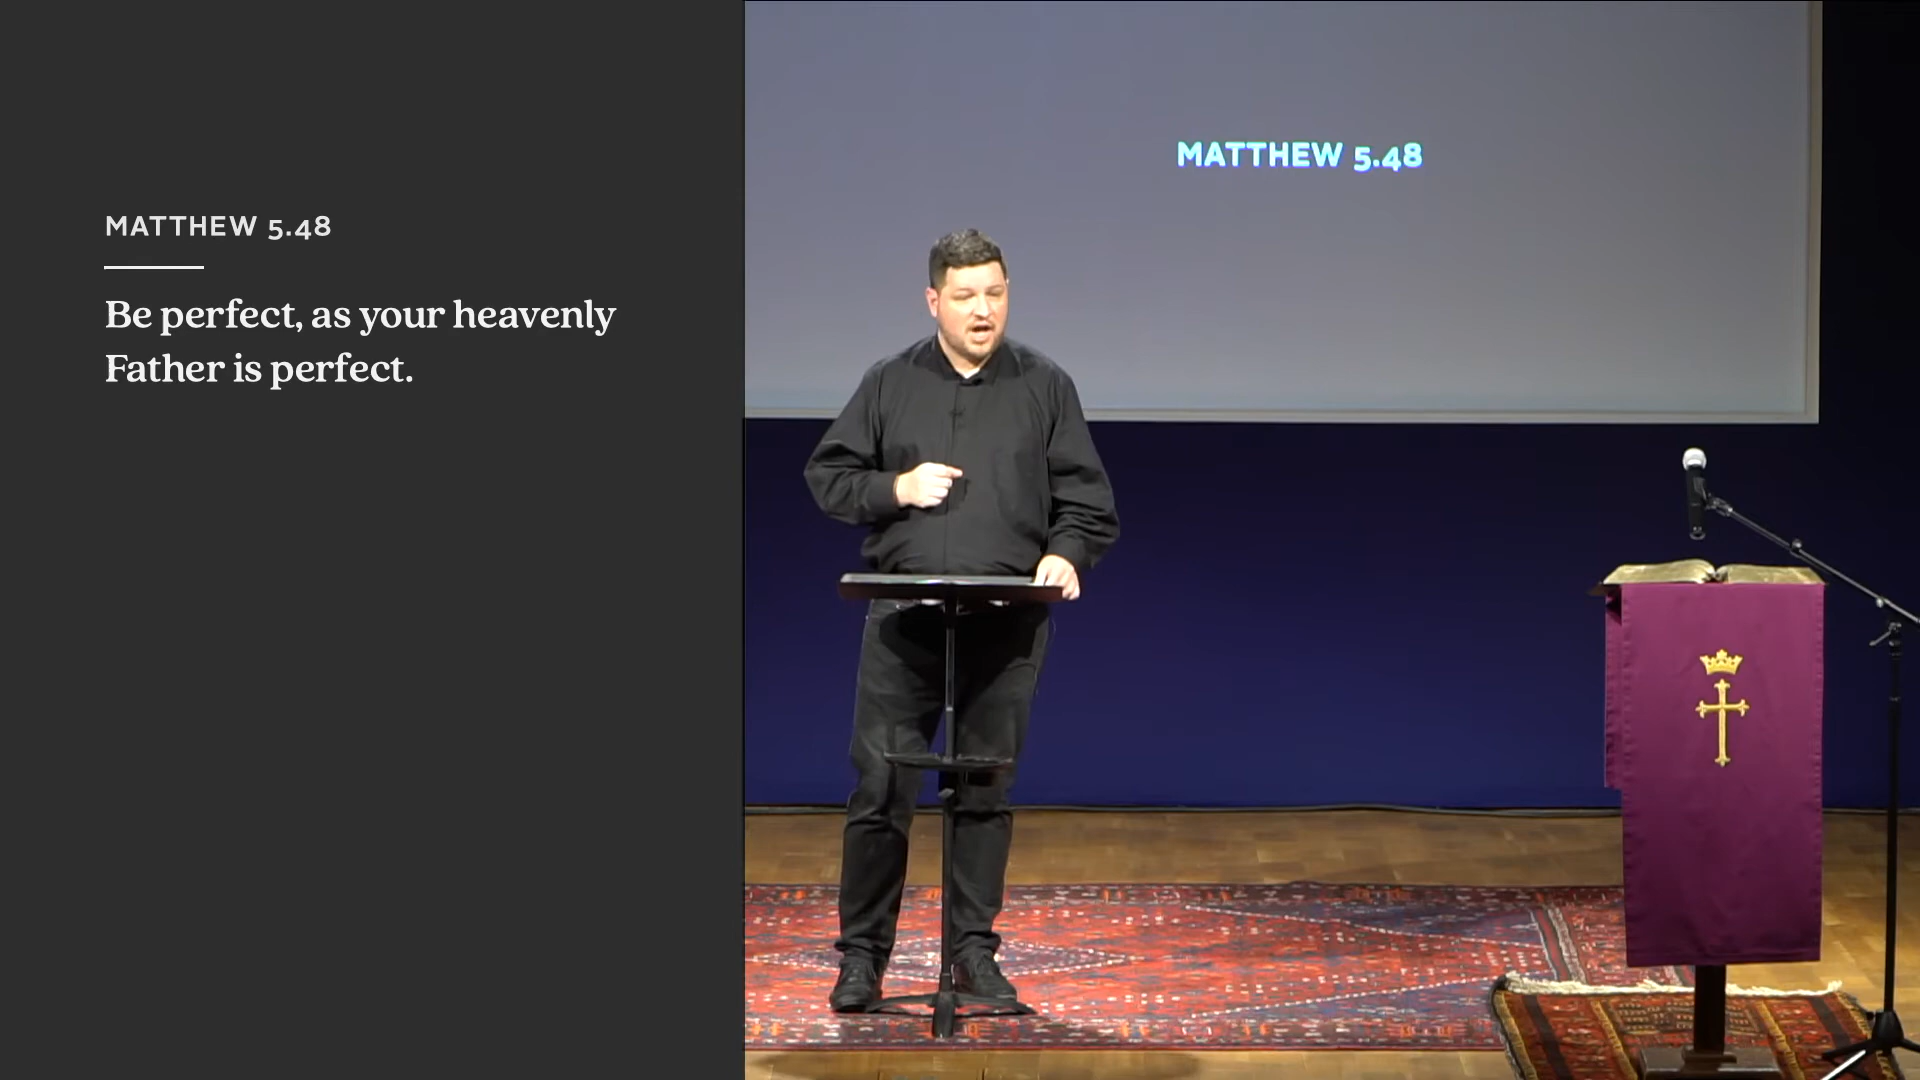 MATTHEW 5.48
Be perfect, as your heavenly
Father is perfect.
MATTHEW 5.48